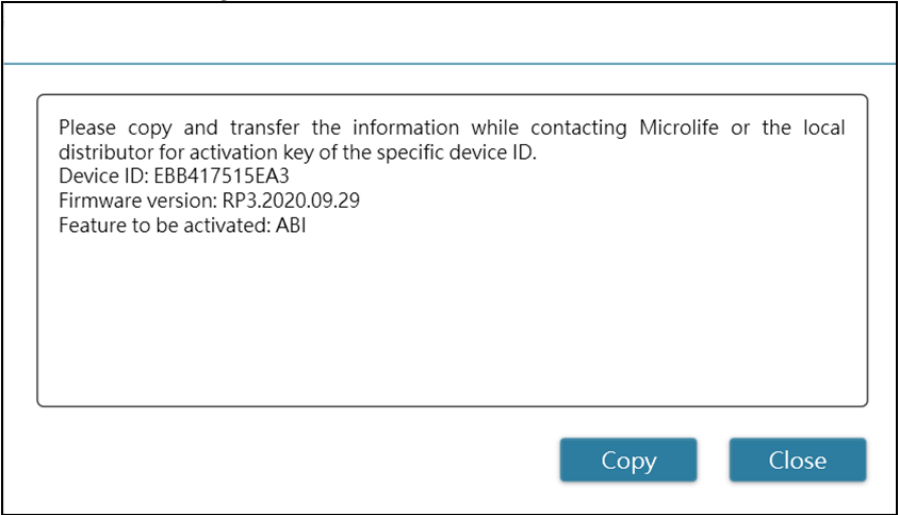 Please copy and transfer the information while contacting Microlife or the local
distributor for activation key of the specific device ID.
Device ID: EBB417515EA3
Firmware version: RP3.2020.09.29
Feature to be activated: ABI
Copy
Close